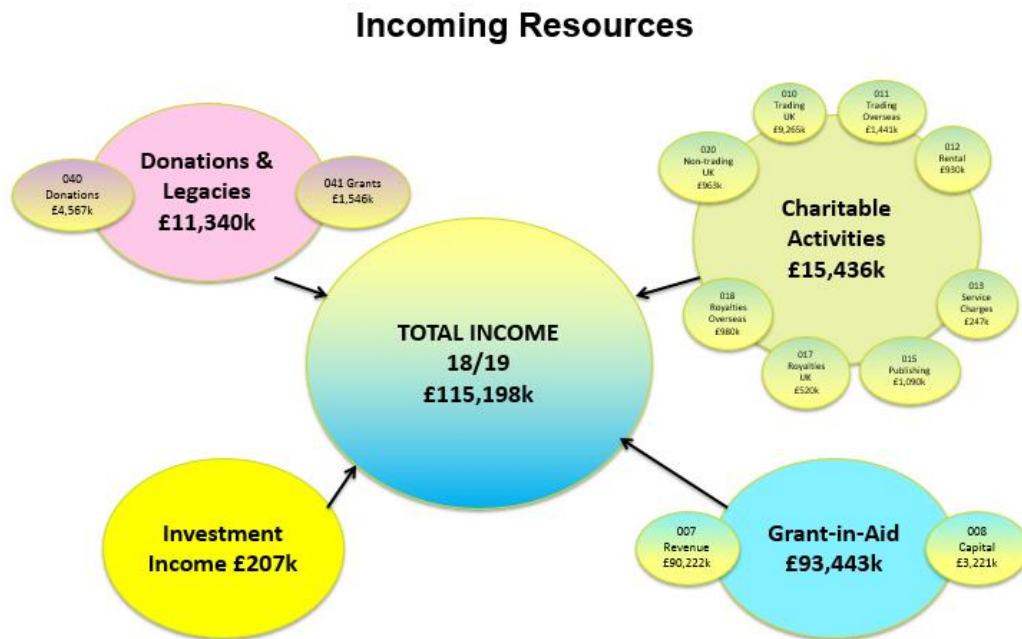 Incoming Resources
Donations &
Legacies
£11,340k
040
Donations
£4,567k
041 Grants
£1,546k
010
Trading
UK
£9,265k
011
Trading
Overseas
£1,441k
012
Rental
£930k
020
Non-trading
UK
£963k
Charitable
Activities
£15,436k
013
Service
Charges
£247k
018
Royalties
Overseas
£980k
017
Royalties
UK
£520k
015
Publishing
£1,090k
TOTAL INCOME
18/19
£115,198k
Investment
Income £207k
007
Revenue
£90,222k
Grant-in-Aid
£93,443k
008
Capital
£3,221k